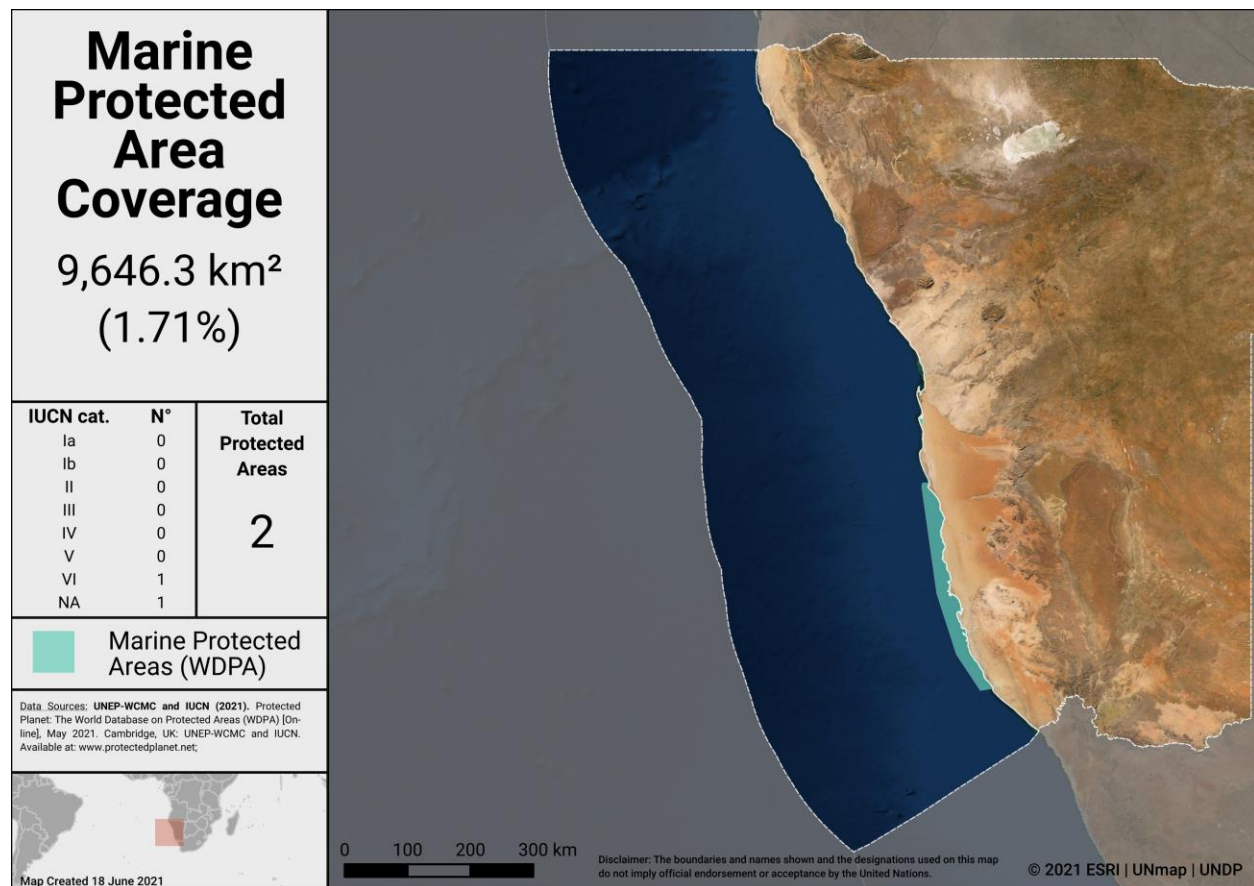 Marine
Protected
Area
Coverage
9,646.3 km²
(1.71%)
IUCN cat. N°
Ia 0
Ib 0
II 0
III 0
IV 0
V 0
VI 1
NA 1
Total
Protected
Areas
2
Marine Protected
Areas (WDPA)
Data Sources: UNEP-WCMC and IUCN (2021). Protected
Planet: The World Database on Protected Areas (WDPA) [On-
line], May 2021. Cambridge, UK: UNEP-WCMC and IUCN.
Available at: www.protectedplanet.net;
Map Created 18 June 2021
0 100 200 300 km
Disclaimer: The boundaries and names shown and the designations used on this map
do not imply official endorsement or acceptance by the United Nations.
© 2021 ESRI | UNmap | UNDP